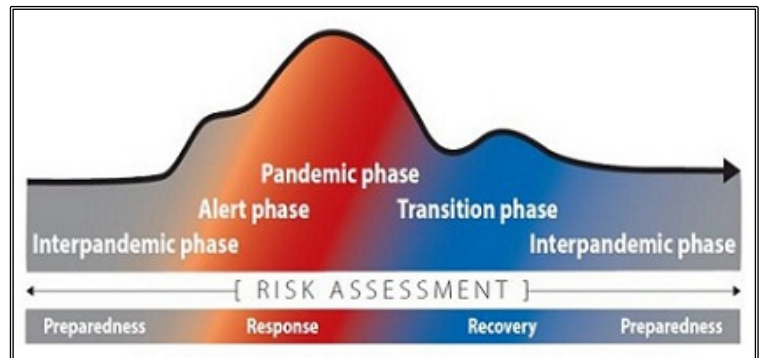 Pandemic phase
Alert phase
Transition phase
Interpandemic phase
Interpandemic phase
[ RISK ASSESSMENT ]
Preparedness
Response
Recovery
Preparedness